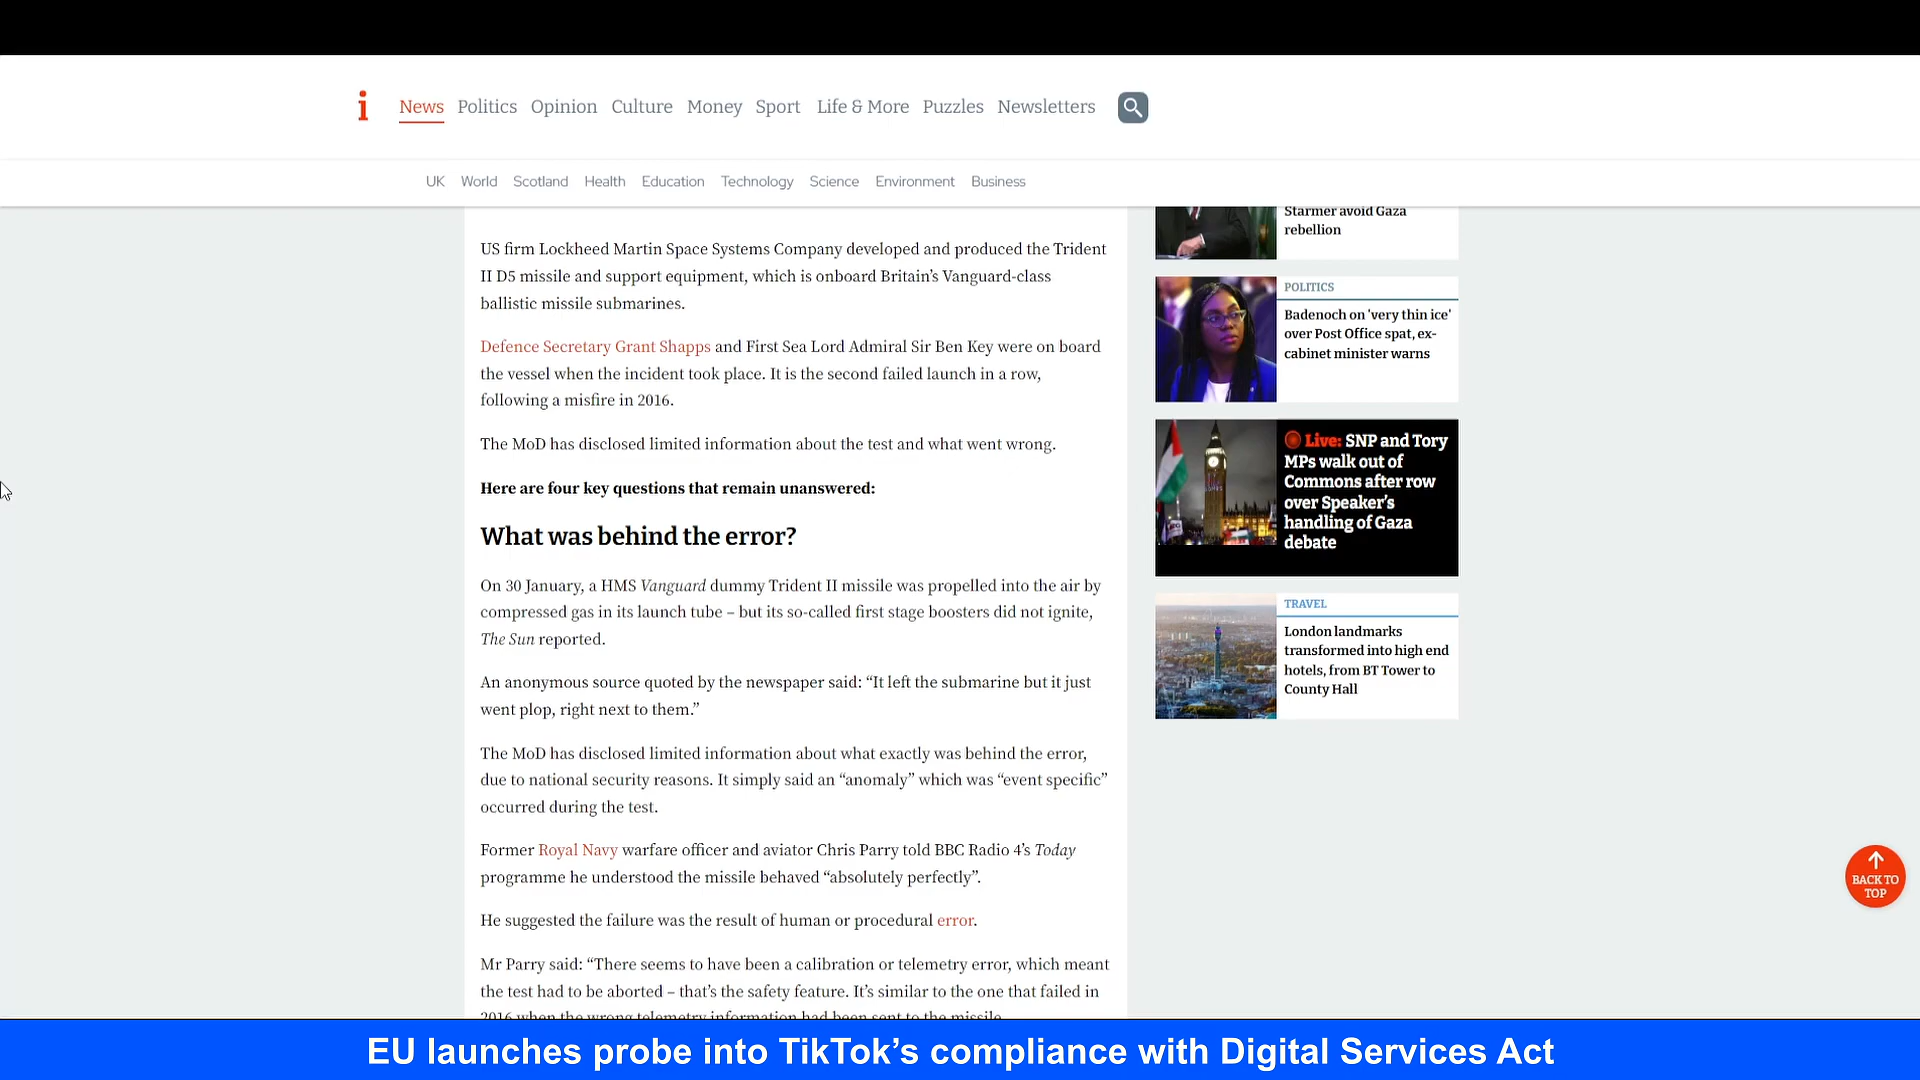 i News Politics Opinion Culture Money Sport Life & More Puzzles Newsletters
UK World Scotland Health Education Technology Science Environment Business
US firm Lockheed Martin Space Systems Company developed and produced the Trident
II D5 missile and support equipment, which is onboard Britain’s Vanguard-class
ballistic missile submarines.
Defence Secretary Grant Shapps and First Sea Lord Admiral Sir Ben Key were on board
the vessel when the incident took place. It is the second failed launch in a row,
following a misfire in 2016.
The MoD has disclosed limited information about the test and what went wrong.
Here are four key questions that remain unanswered:
What was behind the error?
On 30 January, a HMS Vanguard dummy Trident II missile was propelled into the air by
compressed gas in its launch tube – but its so-called first stage boosters did not ignite,
The Sun reported.
An anonymous source quoted by the newspaper said: “It left the submarine but it just
went plop, right next to them.”
The MoD has disclosed limited information about what exactly was behind the error,
due to national security reasons. It simply said an “anomaly” which was “event specific”
occurred during the test.
Former Royal Navy warfare officer and aviator Chris Parry told BBC Radio 4’s Today
programme he understood the missile behaved “absolutely perfectly”.
He suggested the failure was the result of human or procedural error.
Mr Parry said: “There seems to have been a calibration or telemetry error, which meant
the test had to be aborted – that’s the safety feature. It’s similar to the one that failed in
2016 when the wrong telemetry information had been sent to the missile.
Starmer avoid Gaza
rebellion
POLITICS
Badenoch on 'very thin ice'
over Post Office spat, ex-
cabinet minister warns
Live: SNP and Tory
MPs walk out of
Commons after row
over Speaker’s
handling of Gaza
debate
TRAVEL
London landmarks
transformed into high end
hotels, from BT Tower to
County Hall
BACK TO
TOP
EU launches probe into TikTok’s compliance with Digital Services Act